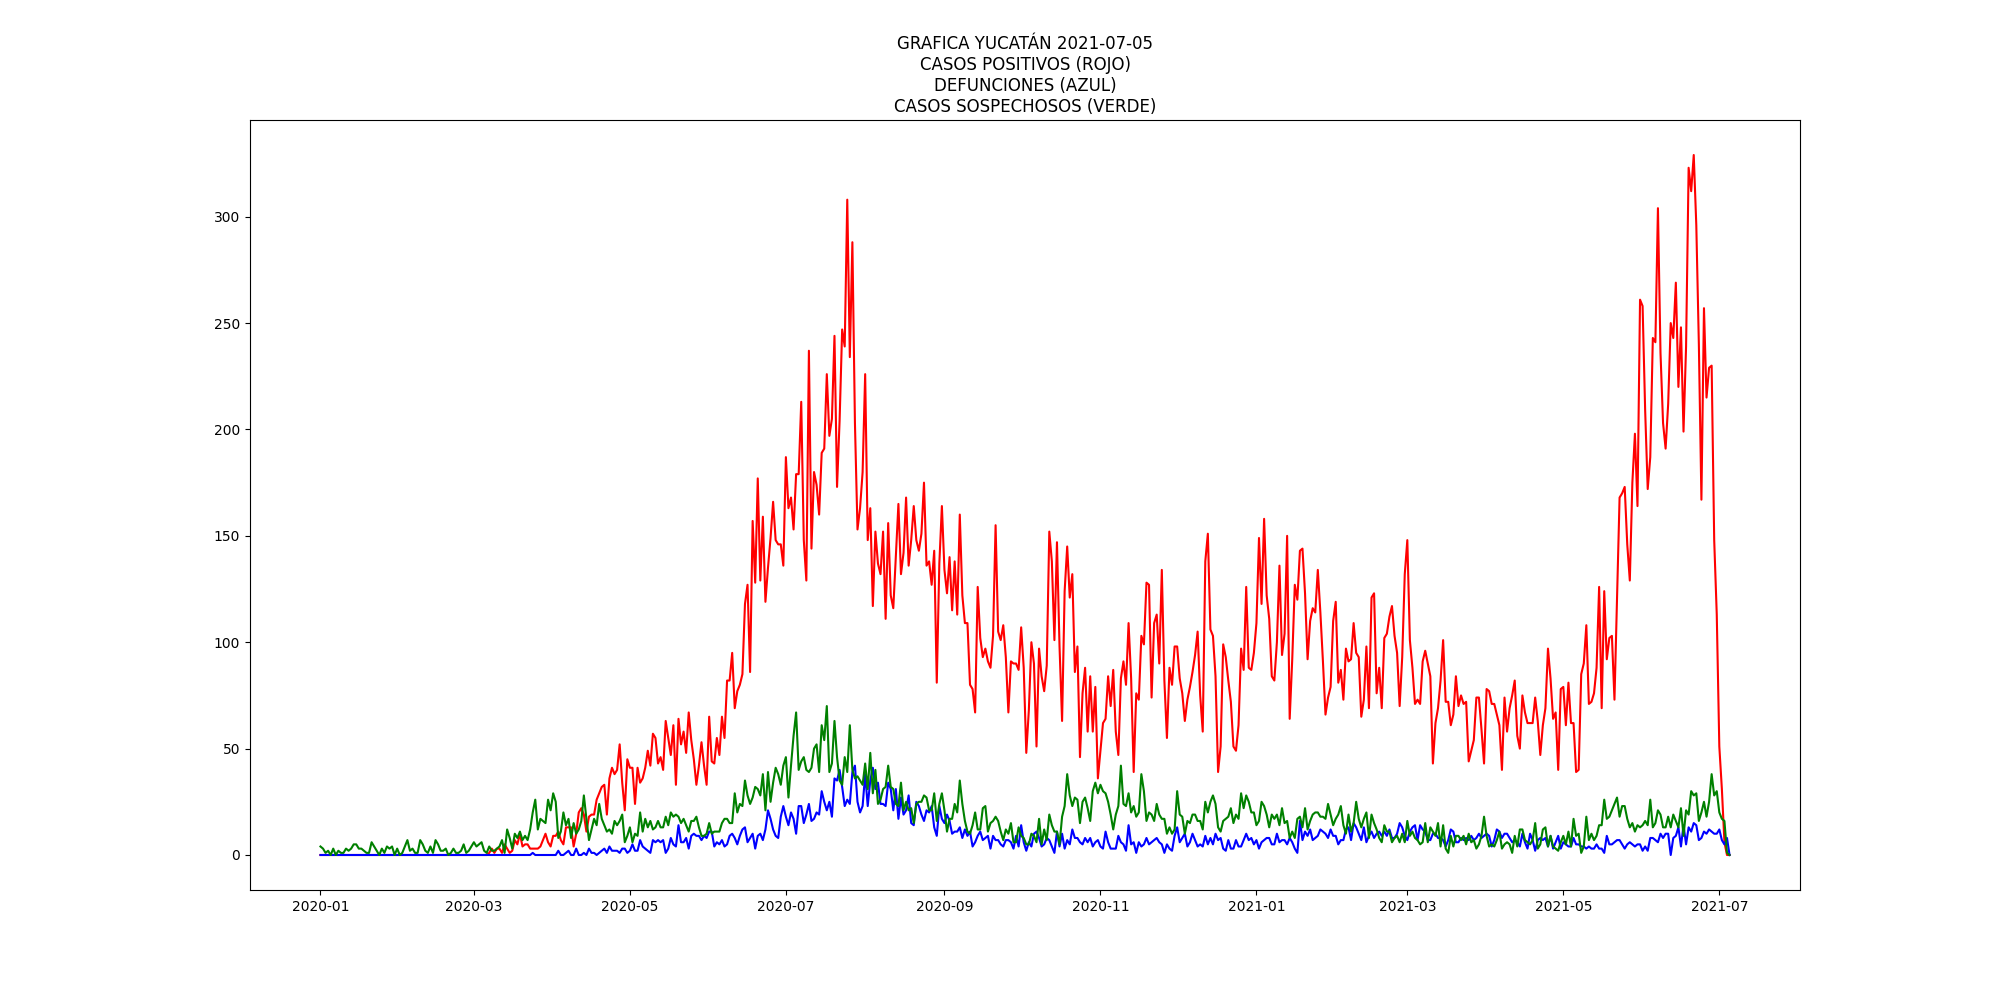 GRAFICA YUCATÁN 2021-07-05
CASOS POSITIVOS (ROJO)
DEFUNCIONES (AZUL)
CASOS SOSPECHOSOS (VERDE)
300
250
200
150
100
50
0
2020-01 2020-03 2020-05 2020-07 2020-09 2020-11 2021-01 2021-03 2021-05 2021-07